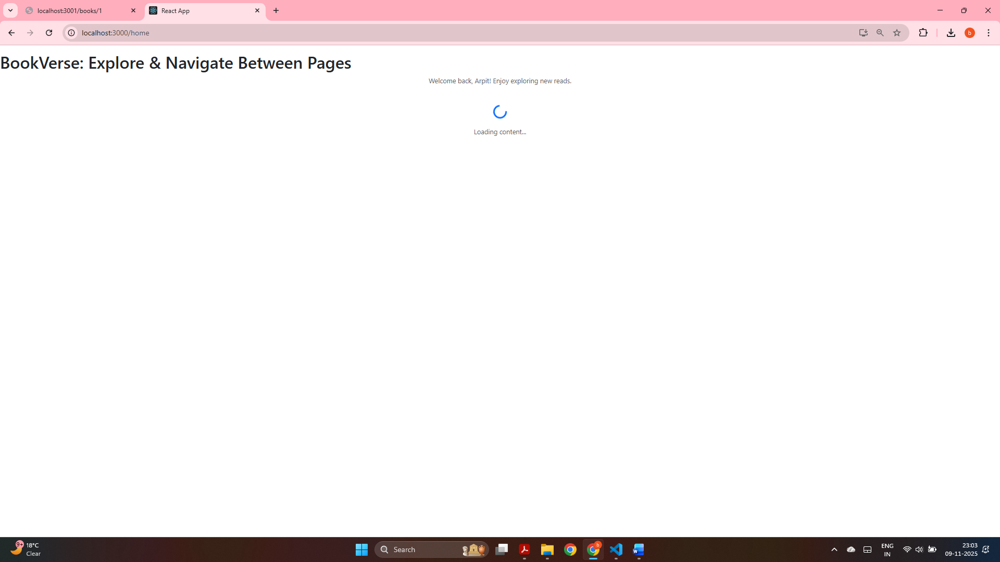 localhost:3001/books/1
React App
localhost:3000/home
b
BookVerse: Explore & Navigate Between Pages
Welcome back, Arpit! Enjoy exploring new reads.
Loading content...
9+
18°C
Clear
Search
b
ENG
IN
23:03
09-11-2025